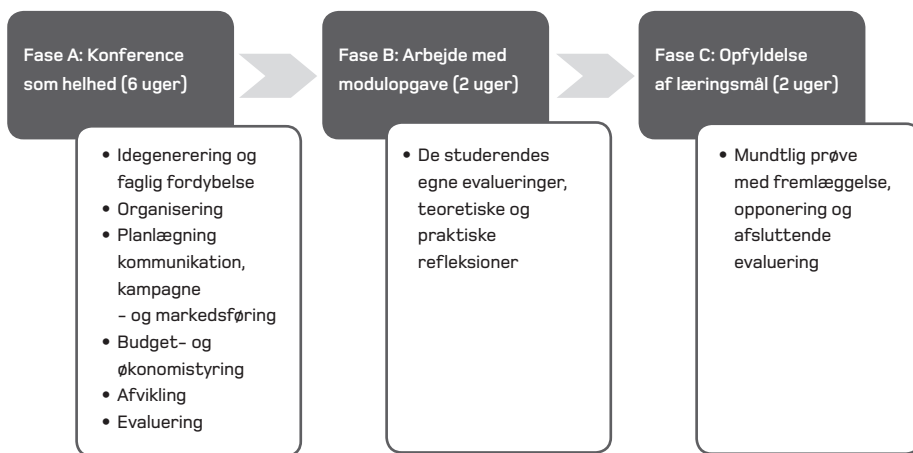 Fase A: Konference
som helhed (6 uger)
• Idegenerering og
faglig fordybelse
• Organisering
• Planlægning
kommunikation,
kampagne
- og markedsføring
• Budget- og
økonomistyring
• Afvikling
• Evaluering
Fase B: Arbejde med
modulopgave (2 uger)
• De studerendes
egne evalueringer,
teoretiske og
praktiske
refleksioner
Fase C: Opfyldelse
af læringsmål (2 uger)
• Mundtlig prøve
med fremlæggelse,
opponering og
afsluttende
evaluering